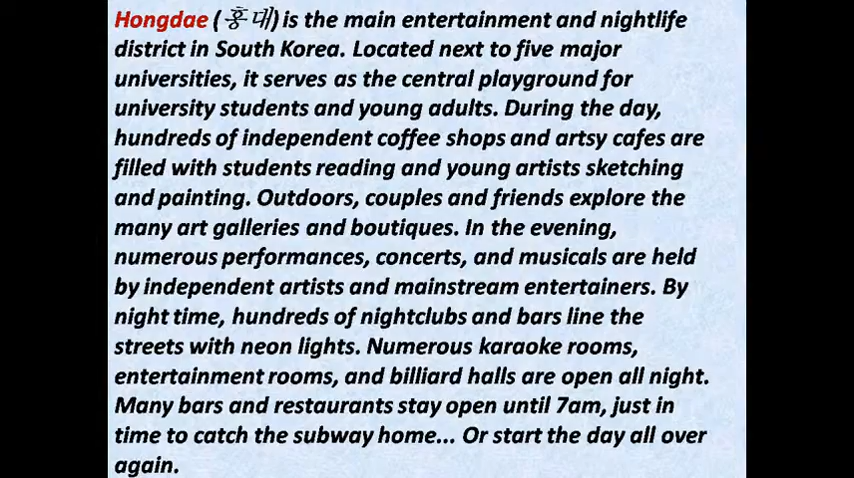 Hongdae (홍대) is the main entertainment and nightlife
district in South Korea. Located next to five major
universities, it serves as the central playground for
university students and young adults. During the day,
hundreds of independent coffee shops and artsy cafes are
filled with students reading and young artists sketching
and painting. Outdoors, couples and friends explore the
many art galleries and boutiques. In the evening,
numerous performances, concerts, and musicals are held
by independent artists and mainstream entertainers. By
night time, hundreds of nightclubs and bars line the
streets with neon lights. Numerous karaoke rooms,
entertainment rooms, and billiard halls are open all night.
Many bars and restaurants stay open until 7am, just in
time to catch the subway home... Or start the day all over
again.